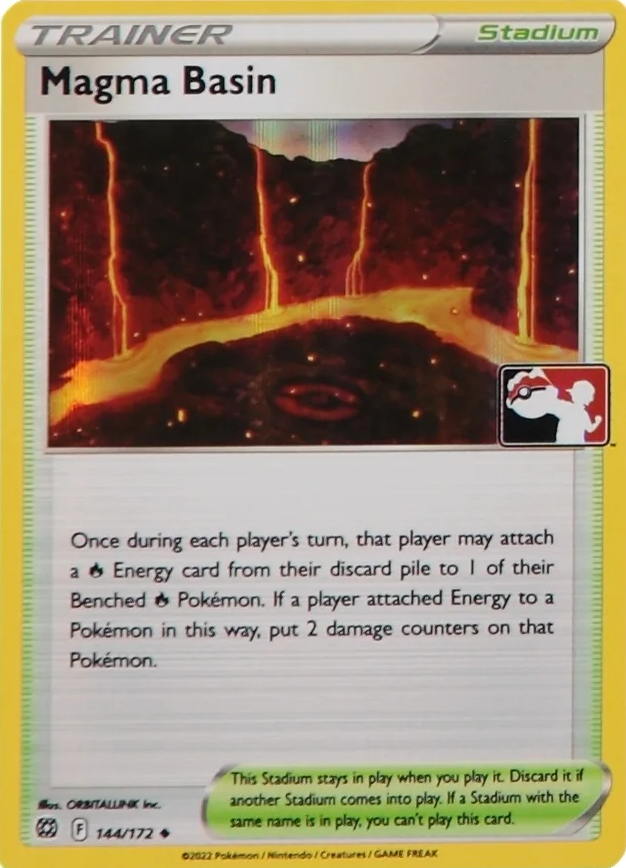 TRAINER
Stadium
Magma Basin
Once during each player's turn, that player may attach
a Energy card from their discard pile to 1 of their
Benched Pokémon. If a player attached Energy to a
Pokémon in this way, put 2 damage counters on that
Pokémon.
This Stadium stays in play when you play it. Discard it if
another Stadium comes into play. If a Stadium with the
same name is in play, you can't play this card.
Illus. ORBITALLINK Inc.
F 144/172
©2022 Pokémon / Nintendo / Creatures / GAME FREAK